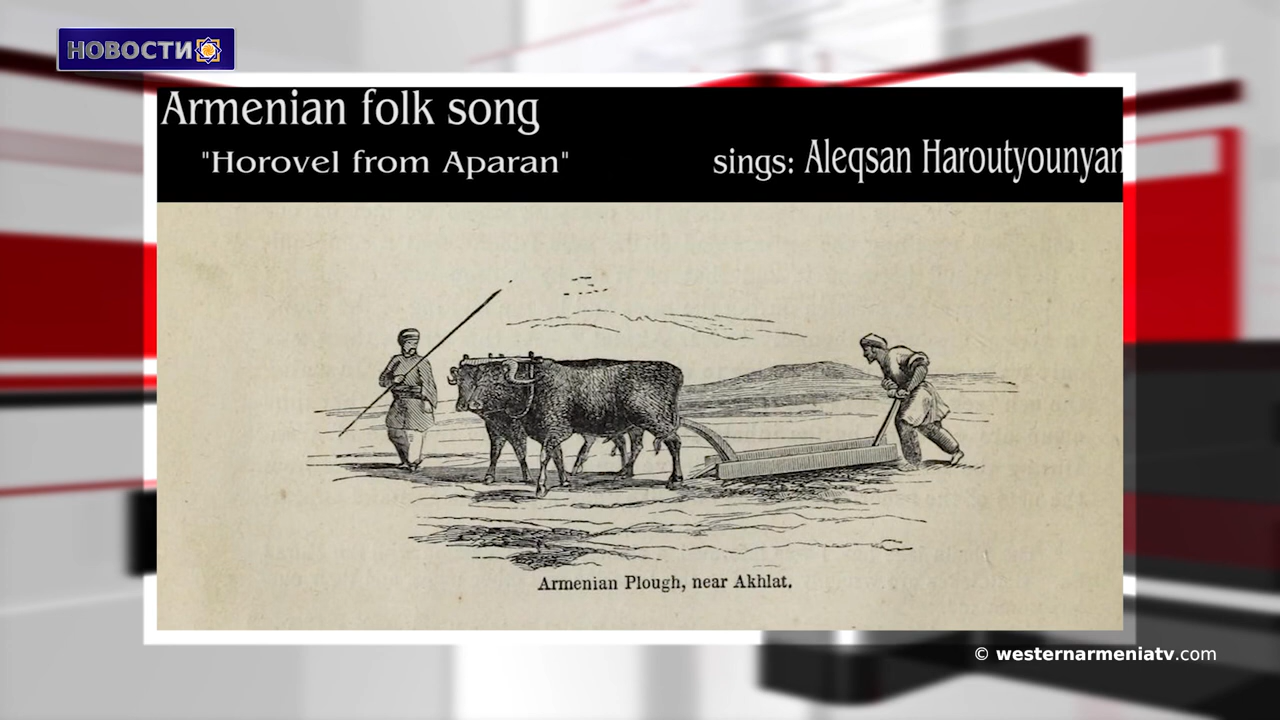 НОВОСТИ
Armenian folk song
"Horovel from Aparan"
sings: Aleqsan Haroutyounyan
Armenian Plough, near Akhlat.
© westernarmeniatv.com